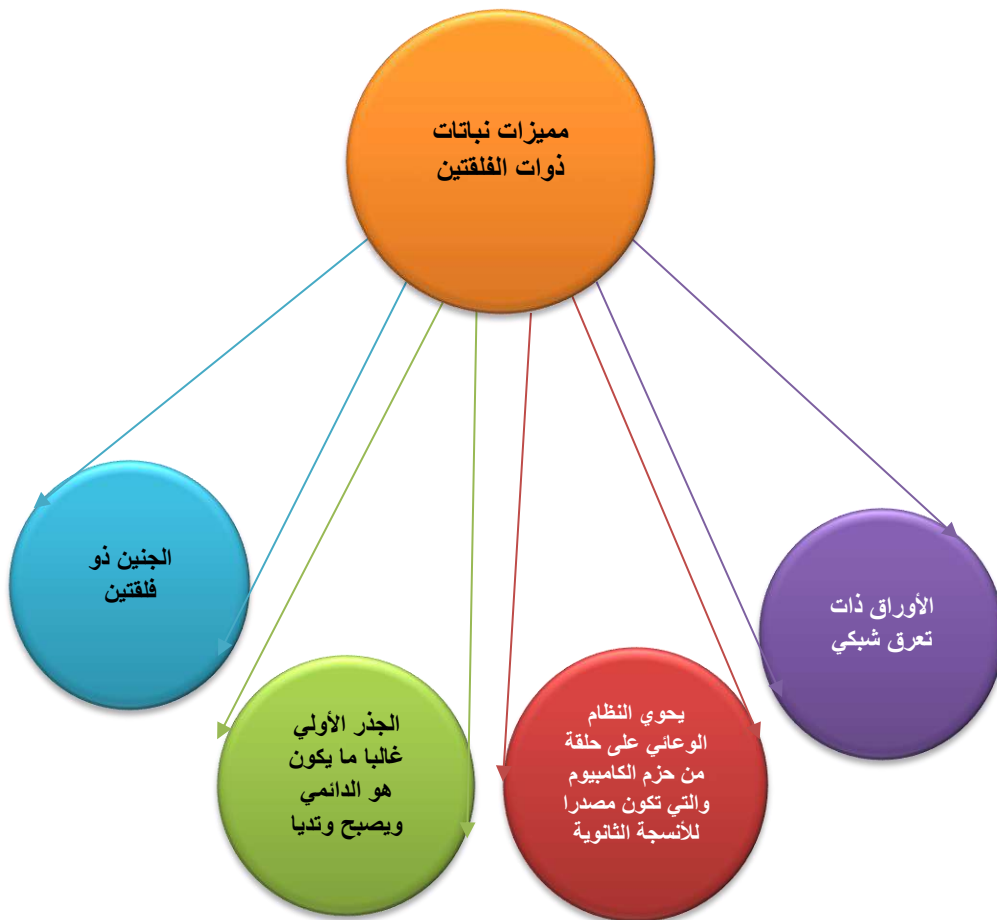 مميزات نباتات
ذوات الفلقتين
الأوراق ذات
تعرق شبكي
يحوي النظام
الوعائي على حلقة
من حزم الكامبيوم
والتي تكون مصدرا
للأنسجة الثانوية
الجذر الأولي
غالبا ما يكون
هو الدائمي
ويصبح وتديا
الجنين ذو
فلقتين